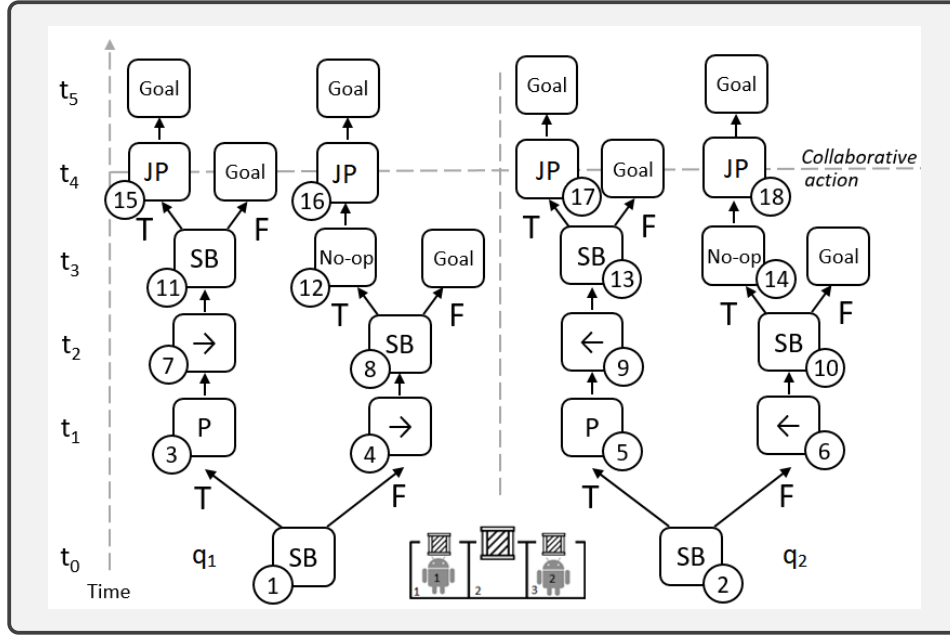 Goal Goal Goal Goal
t5
JP Goal JP JP Goal JP
t4
Collaborative
action
15 16 17 18
T F T F
SB No-op Goal SB No-op Goal
t3
11 12 13 14
T F T F
→ SB ← SB
t2
7 8 9 10
P → P ←
t1
3 4 5 6
T F T F
SB q1 q2 SB
t0
1 2
1 2
1 2 3
Time